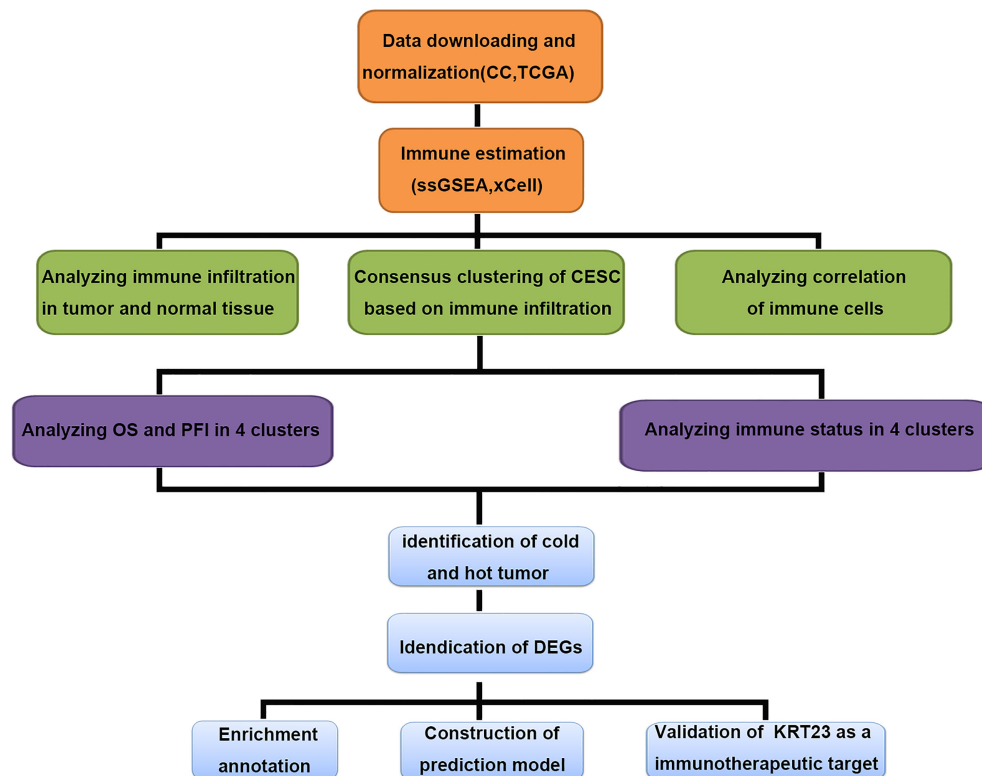 Data downloading and
normalization(CC,TCGA)
Immune estimation
(ssGSEA,xCell)
Analyzing immune infiltration
in tumor and normal tissue
Consensus clustering of CESC
based on immune infiltration
Analyzing correlation
of immune cells
Analyzing OS and PFI in 4 clusters
Analyzing immune status in 4 clusters
identification of cold
and hot tumor
Idendication of DEGs
Enrichment
annotation
Construction of
prediction model
Validation of KRT23 as a
immunotherapeutic target